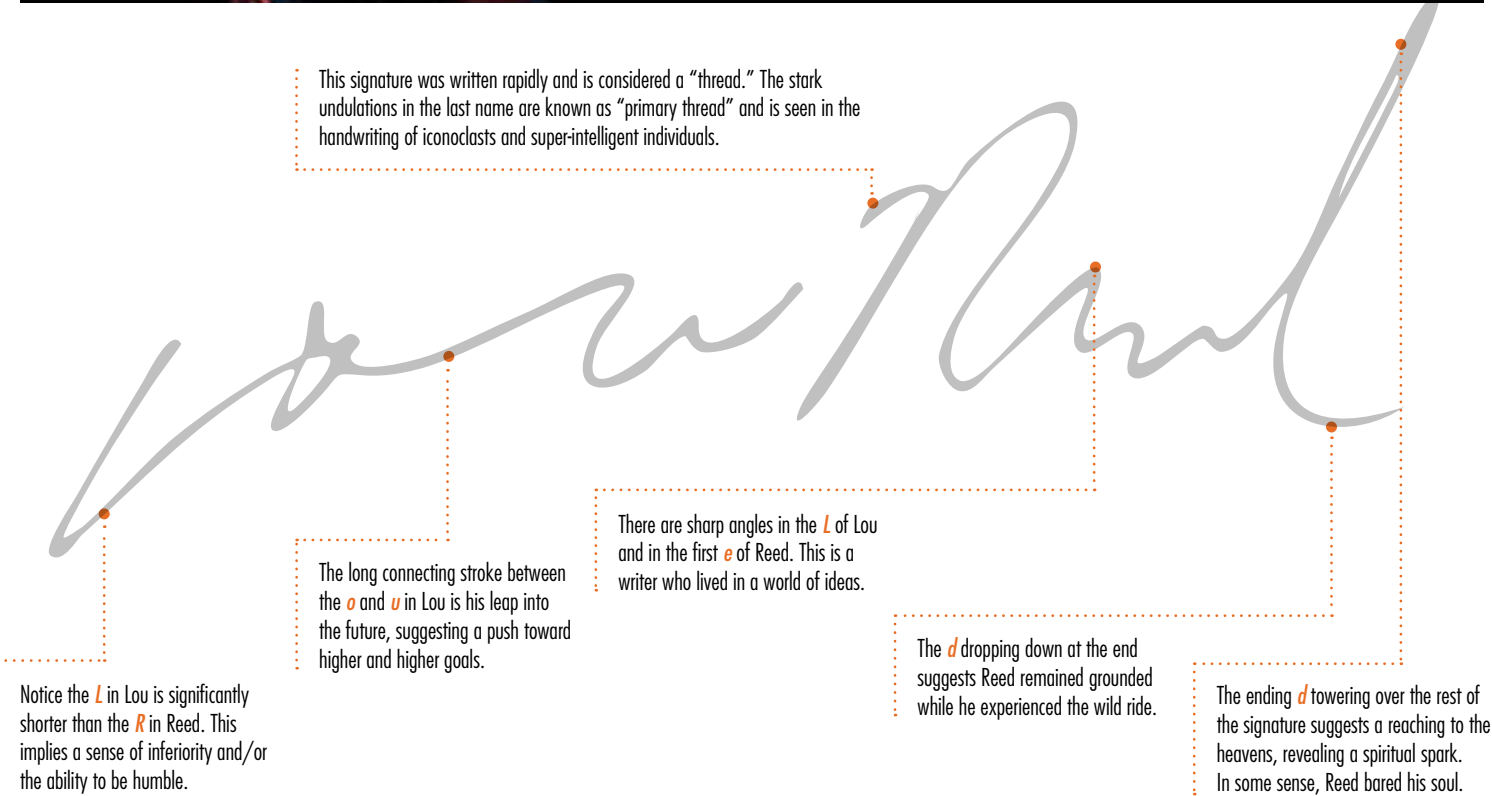 This signature was written rapidly and is considered a “thread.” The stark
undulations in the last name are known as “primary thread” and is seen in the
handwriting of iconoclasts and super-intelligent individuals.
Lou Reed
Notice the L in Lou is significantly
shorter than the R in Reed. This
implies a sense of inferiority and/or
the ability to be humble.
The long connecting stroke between
the o and u in Lou is his leap into
the future, suggesting a push toward
higher and higher goals.
There are sharp angles in the L of Lou
and in the first e of Reed. This is a
writer who lived in a world of ideas.
The d dropping down at the end
suggests Reed remained grounded
while he experienced the wild ride.
The ending d towering over the rest of
the signature suggests a reaching to the
heavens, revealing a spiritual spark.
In some sense, Reed bared his soul.